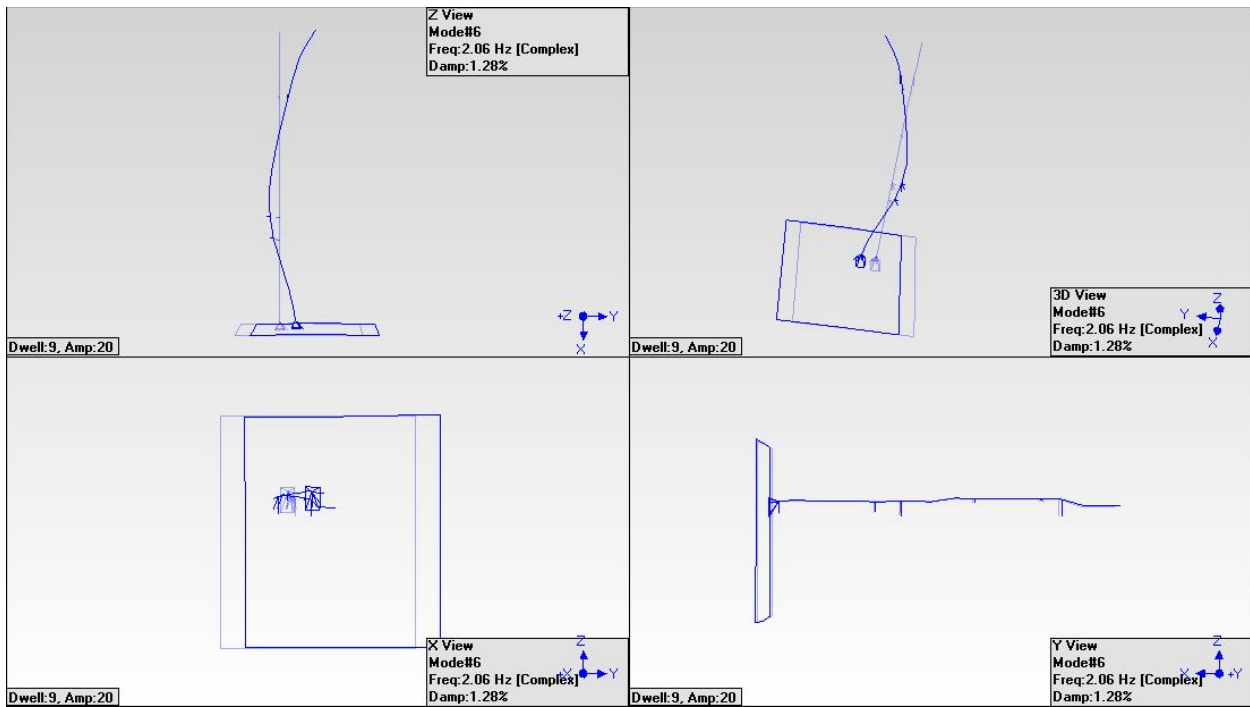 Z View
Mode#6
Freq:2.06 Hz [Complex]
Damp:1.28%
+Z Y
X
Dwell:9, Amp:20
3D View
Mode#6
Freq:2.06 Hz [Complex]
Damp:1.28%
Z
Y
X
Dwell:9, Amp:20
X View
Mode#6
Freq:2.06 Hz [Complex]
Damp:1.28%
Z
+X Y
Dwell:9, Amp:20
Y View
Mode#6
Freq:2.06 Hz [Complex]
Damp:1.28%
Z
X +Y
Dwell:9, Amp:20